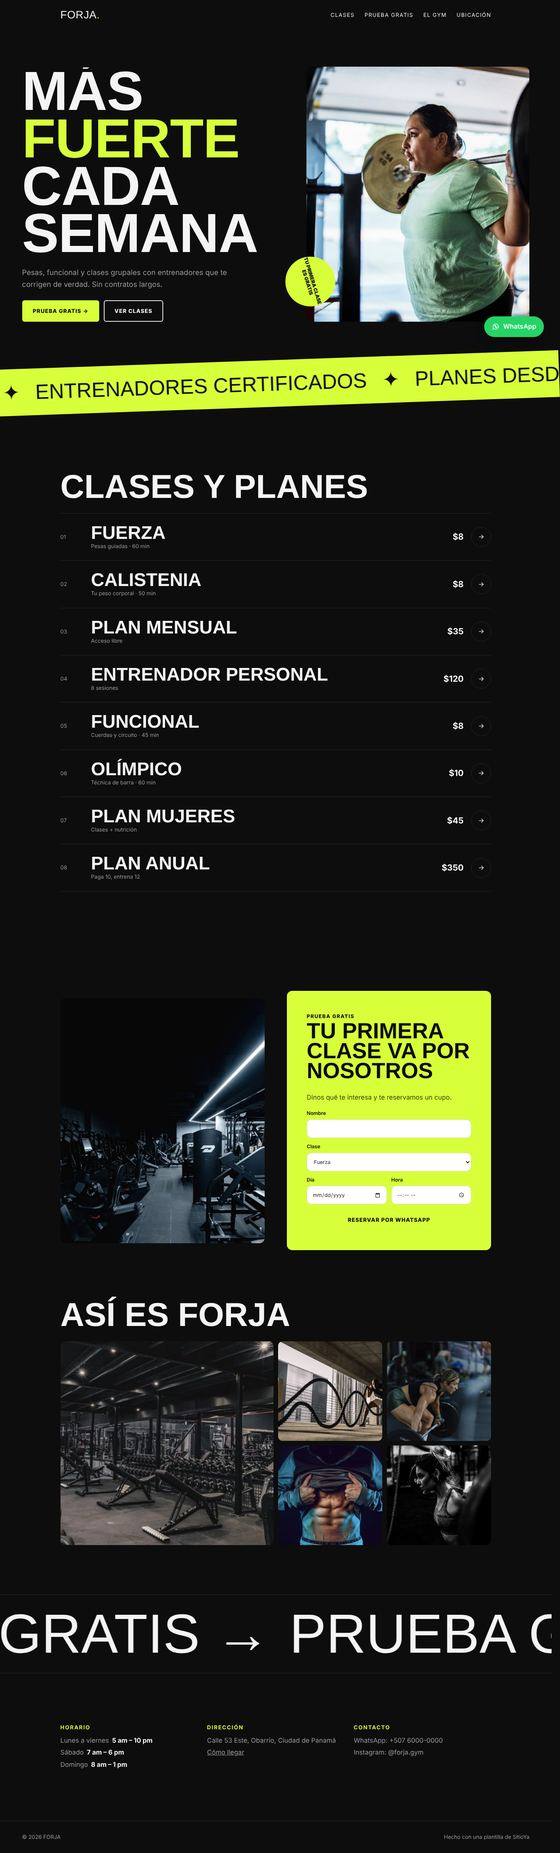 FORJA.
CLASES PRUEBA GRATIS EL GYM UBICACIÓN
MÁS
FUERTE
CADA
SEMANA
Pesas, funcional y clases grupales con entrenadores que te
corrigen de verdad. Sin contratos largos.
PRUEBA GRATIS →
VER CLASES
TU PRIMERA CLASE
ES GRATIS
WhatsApp
✦ ENTRENADORES CERTIFICADOS ✦ PLANES DESD
CLASES Y PLANES
01 FUERZA $8 →
Pesas guiadas · 60 min
02 CALISTENIA $8 →
Tu peso corporal · 50 min
03 PLAN MENSUAL $35 →
Acceso libre
04 ENTRENADOR PERSONAL $120 →
8 sesiones
05 FUNCIONAL $8 →
Cuerdas y circuito · 45 min
06 OLÍMPICO $10 →
Técnica de barra · 60 min
07 PLAN MUJERES $45 →
Clases + nutrición
08 PLAN ANUAL $350 →
Paga 10, entrena 12
PRUEBA GRATIS
TU PRIMERA
CLASE VA POR
NOSOTROS
Dinos qué te interesa y te reservamos un cupo.
Nombre
Clase
Fuerza
Día Hora
mm/dd/yyyy --:-- --
RESERVAR POR WHATSAPP
ASÍ ES FORJA
GRATIS → PRUEBA G
HORARIO
Lunes a viernes 5 am – 10 pm
Sábado 7 am – 6 pm
Domingo 8 am – 1 pm
DIRECCIÓN
Calle 53 Este, Obarrio, Ciudad de Panamá
Cómo llegar
CONTACTO
WhatsApp: +507 6000-0000
Instagram: @forja.gym
© 2026 FORJA
Hecho con una plantilla de SitioYa